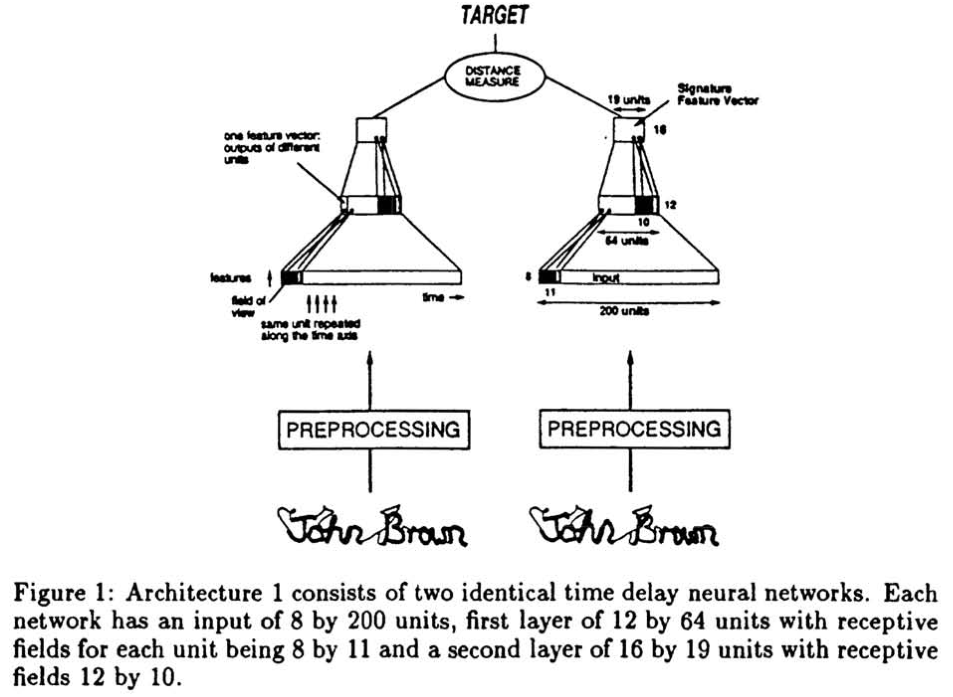 TARGET
DISTANCE
MEASURE
one feature vector:
outputs of different
units
19 units
Signature
Feature Vector
16
12
10
64 units
features
field of
view
time
same unit repeated
along the time axis
8
11
input
200 units
PREPROCESSING
PREPROCESSING
John Brown
John Brown
Figure 1: Architecture 1 consists of two identical time delay neural networks. Each
network has an input of 8 by 200 units, first layer of 12 by 64 units with receptive
fields for each unit being 8 by 11 and a second layer of 16 by 19 units with receptive
fields 12 by 10.